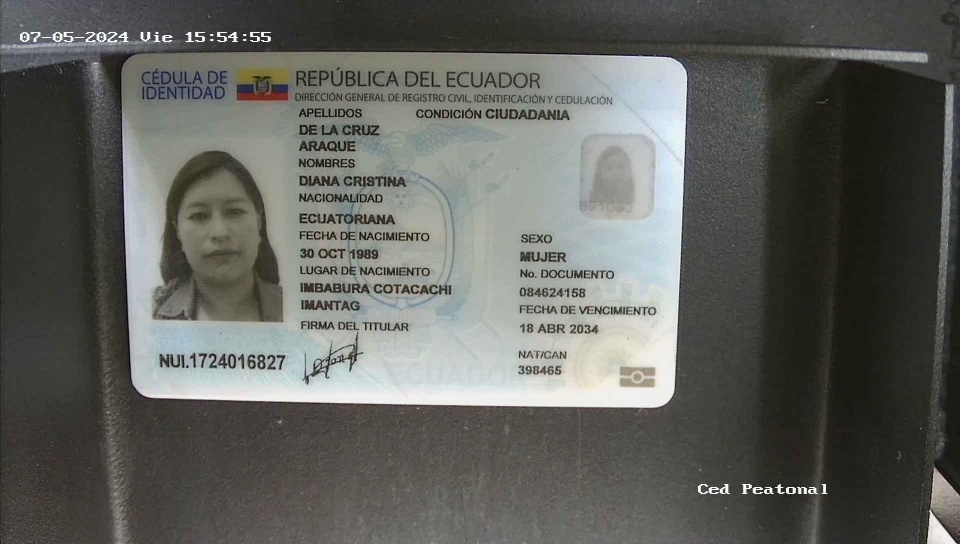 07-05-2024 Vie 15:54:55
CÉDULA DE
IDENTIDAD
REPÚBLICA DEL ECUADOR
DIRECCIÓN GENERAL DE REGISTRO CIVIL, IDENTIFICACIÓN Y CEDULACIÓN
APELLIDOS
CONDICIÓN CIUDADANIA
DE LA CRUZ
ARAQUE
NOMBRES
DIANA CRISTINA
NACIONALIDAD
ECUATORIANA
FECHA DE NACIMIENTO
30 OCT 1989
LUGAR DE NACIMIENTO
IMBABURA COTACACHI
IMANTAG
FIRMA DEL TITULAR
SEXO
MUJER
No. DOCUMENTO
084624158
FECHA DE VENCIMIENTO
18 ABR 2034
NAT/CAN
398465
NUI.1724016827
ECUADOR
Ced Peatonal